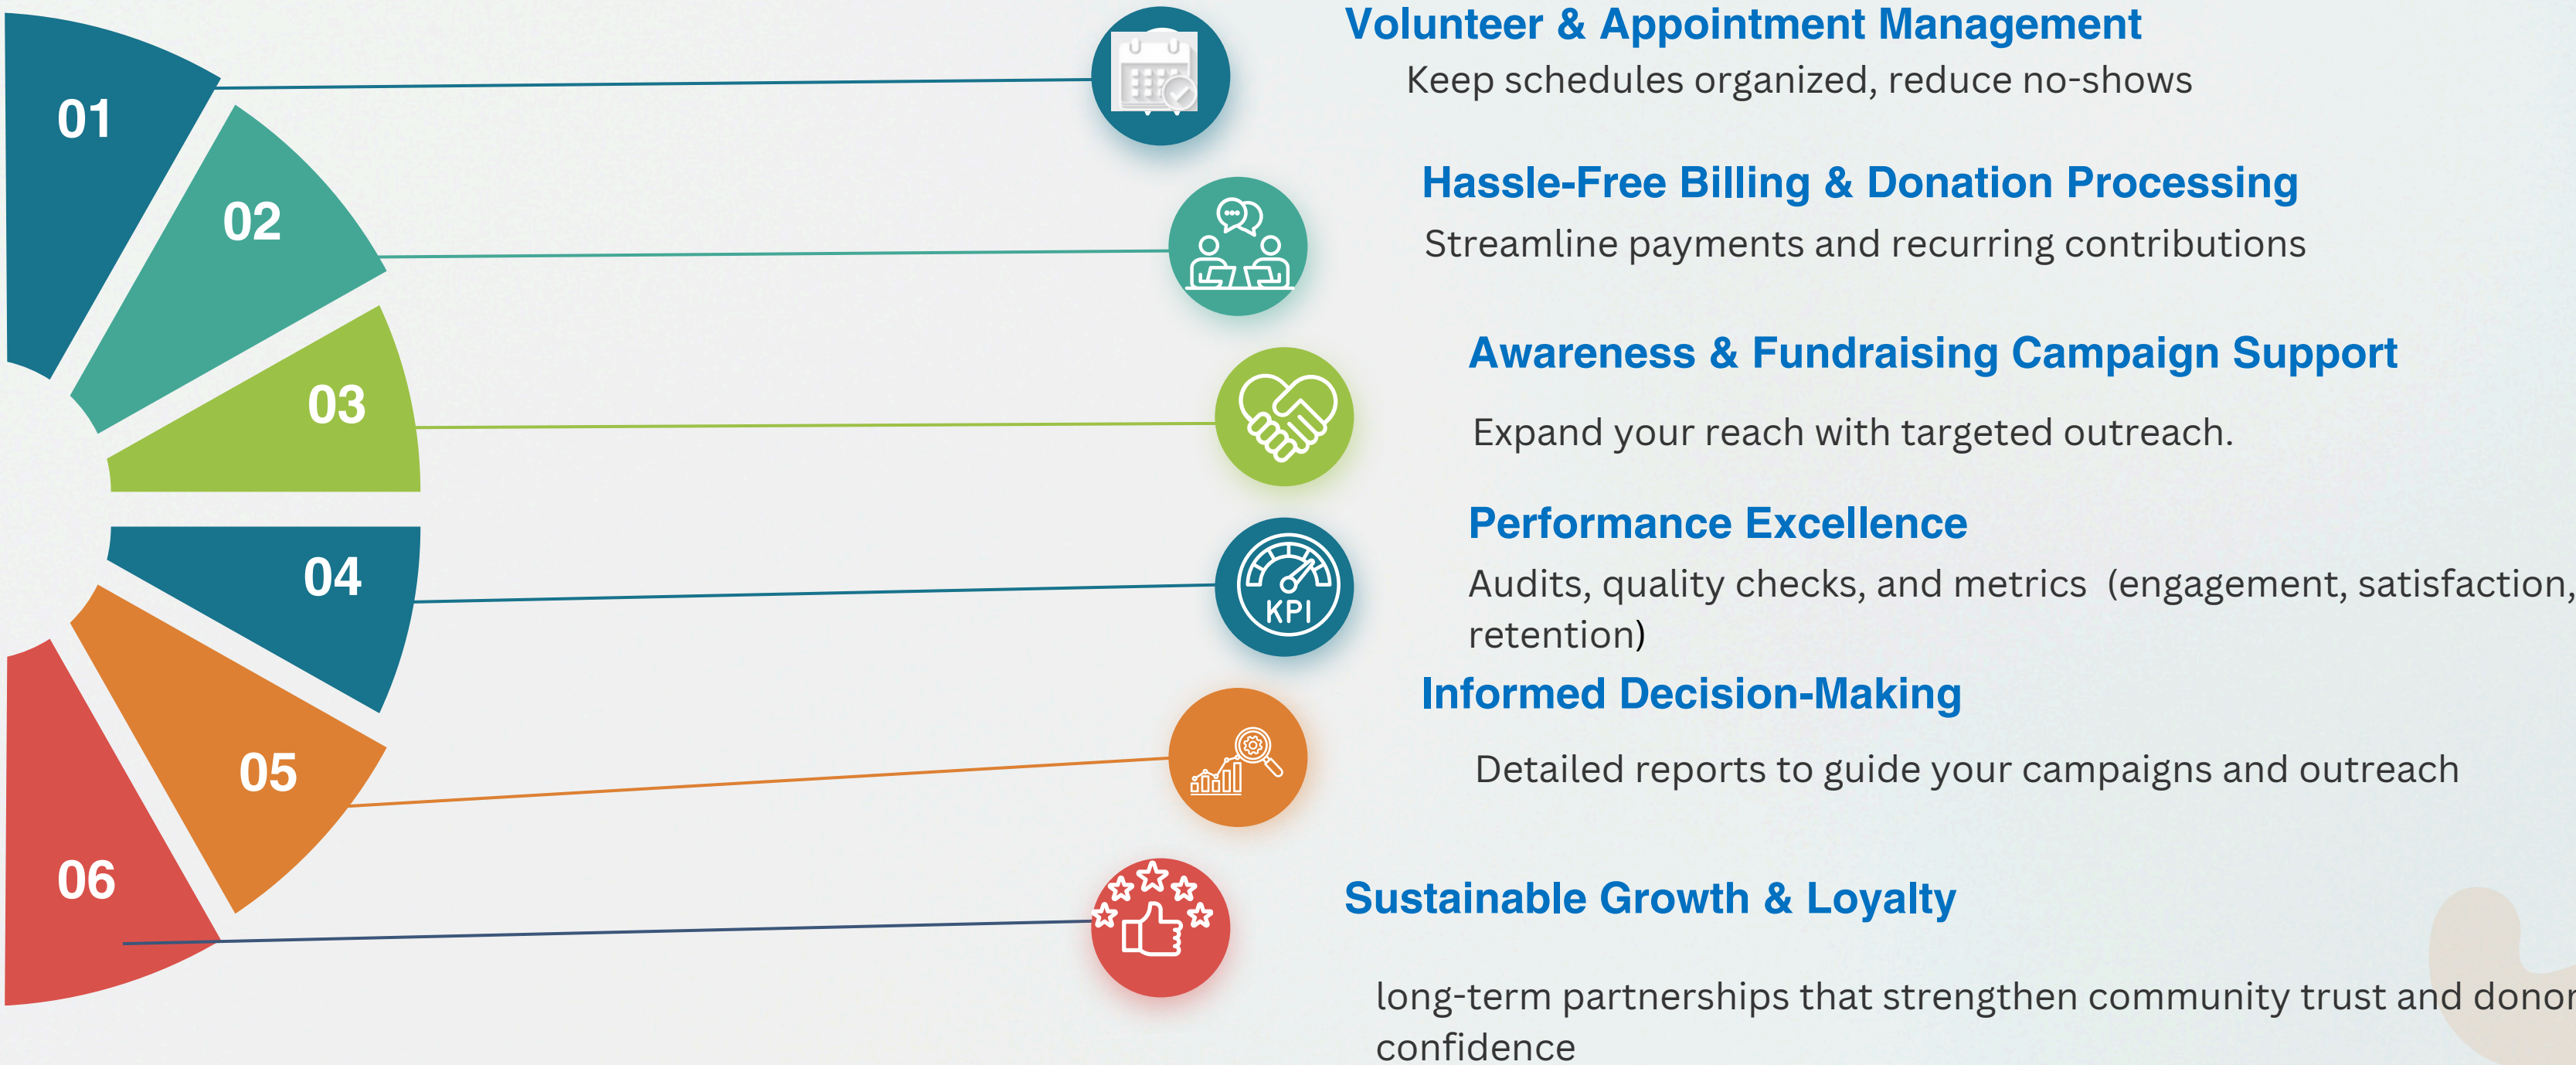 01
Volunteer & Appointment Management
Keep schedules organized, reduce no-shows
02
Hassle-Free Billing & Donation Processing
Streamline payments and recurring contributions
03
Awareness & Fundraising Campaign Support
Expand your reach with targeted outreach.
04
KPI
Performance Excellence
Audits, quality checks, and metrics (engagement, satisfaction,
retention)
05
Informed Decision-Making
Detailed reports to guide your campaigns and outreach
06
Sustainable Growth & Loyalty
long-term partnerships that strengthen community trust and donor
confidence